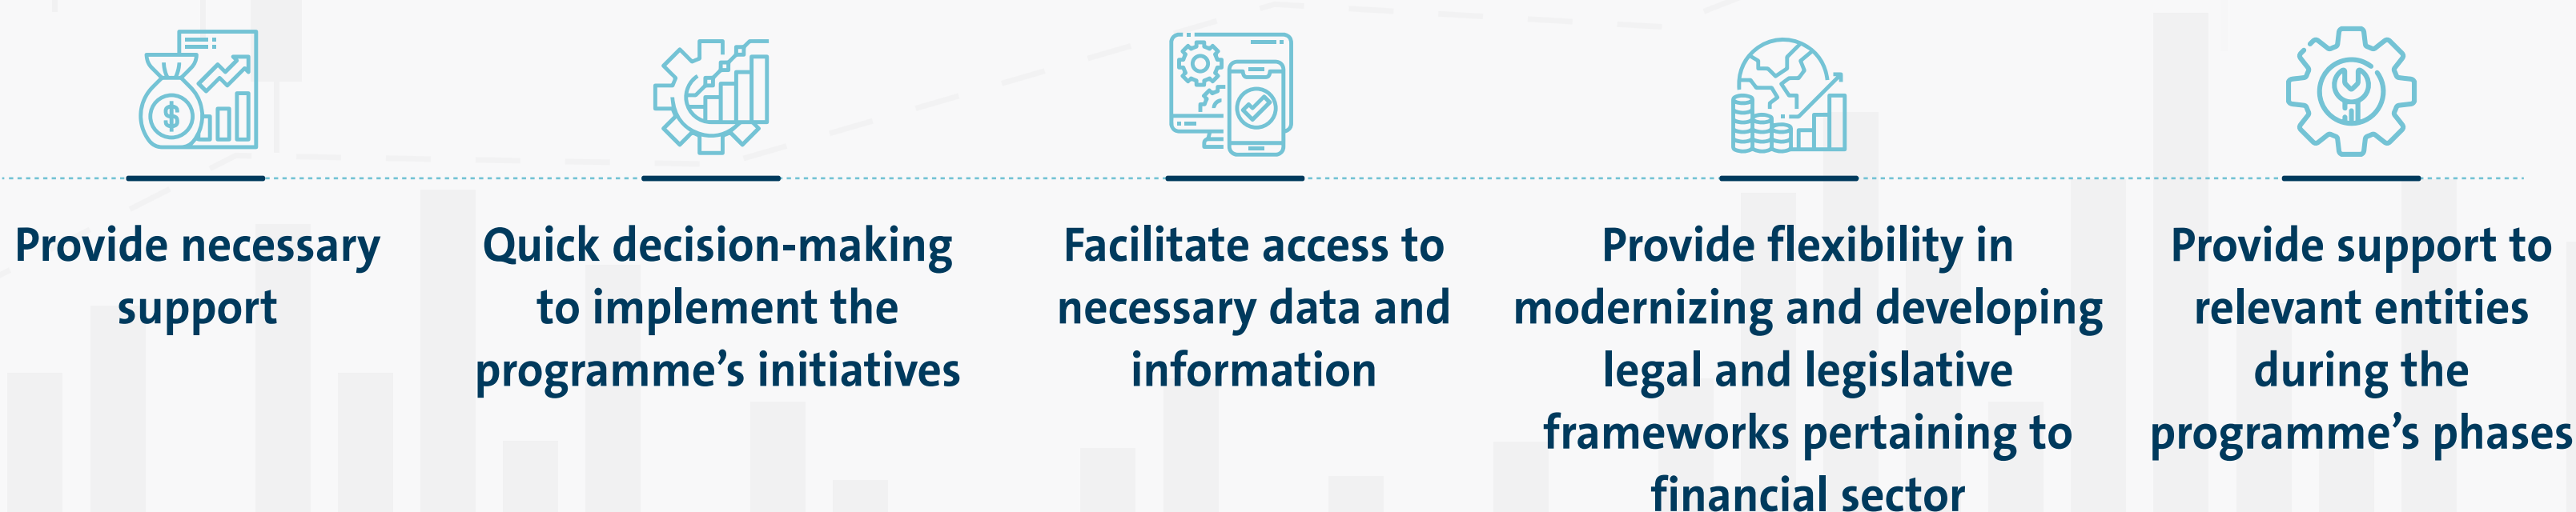 Provide necessary
support
Quick decision-making
to implement the
programme’s initiatives
Facilitate access to
necessary data and
information
Provide flexibility in
modernizing and developing
legal and legislative
frameworks pertaining to
financial sector
Provide support to
relevant entities
during the
programme’s phases